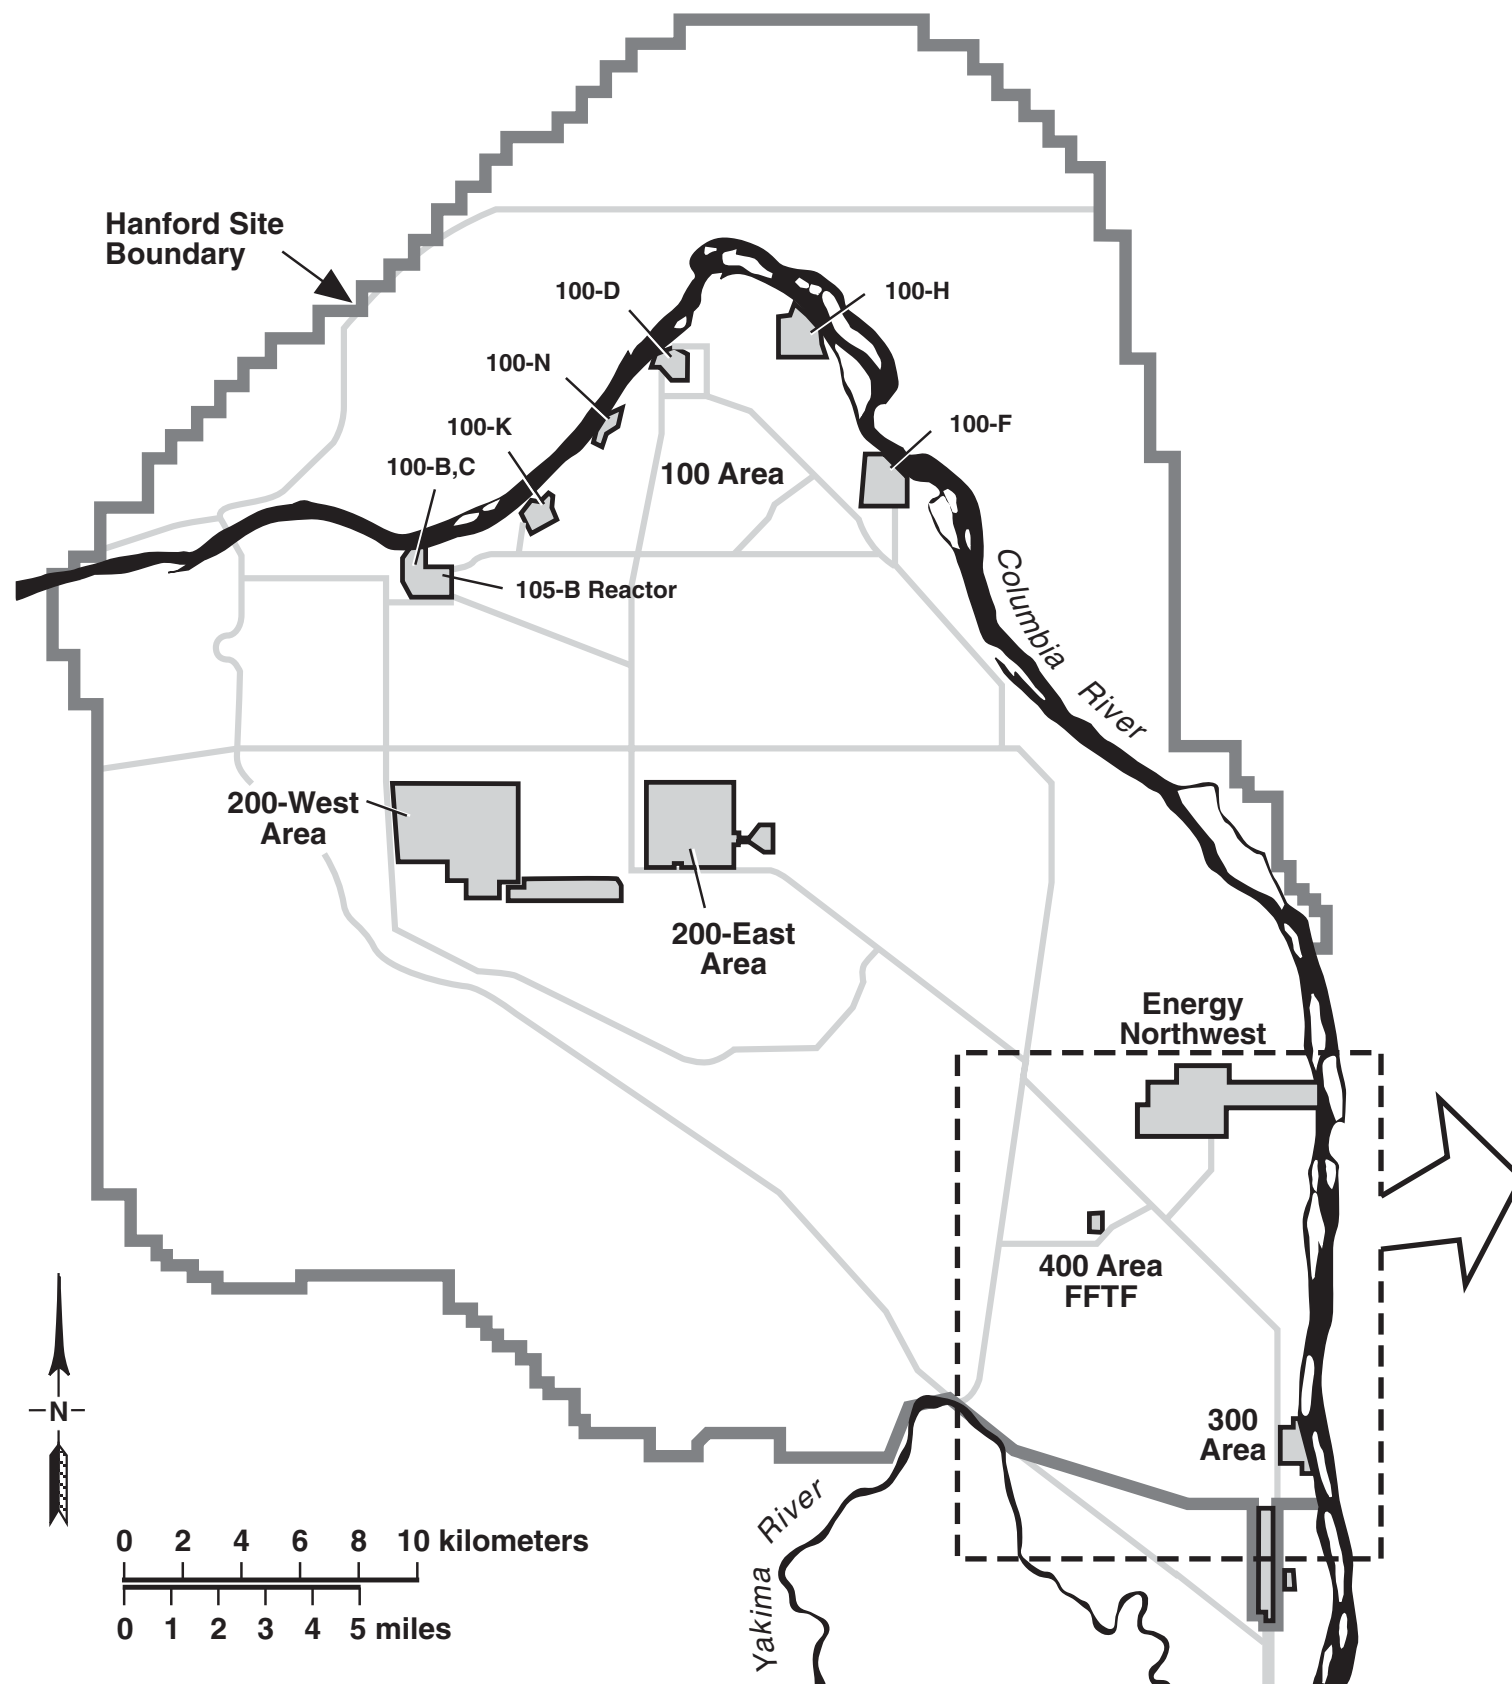 Hanford Site
Boundary
100-D
100-H
100-N
100-K
100-F
100-B,C
100 Area
105-B Reactor
Columbia River
200-West
Area
200-East
Area
Energy
Northwest
400 Area
FFTF
300
Area
N
Yakima River
0 2 4 6 8 10 kilometers
0 1 2 3 4 5 miles